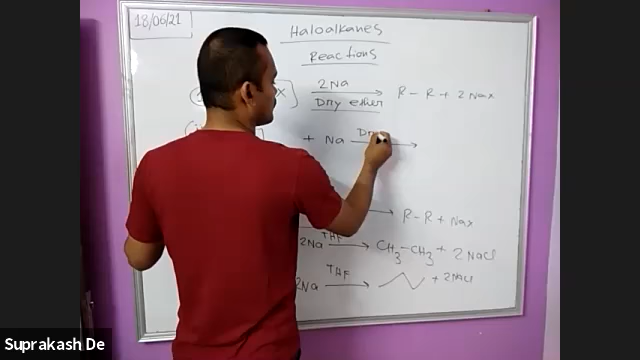 18/06/21
Haloalkanes
Reactions
X] 2Na Dry ether R - R + 2 Nax
+ Na Dr
R-R + Nax
2Na THF CH3-CH3 + 2 NaCl
2Na THF + 2NaCl
Suprakash De